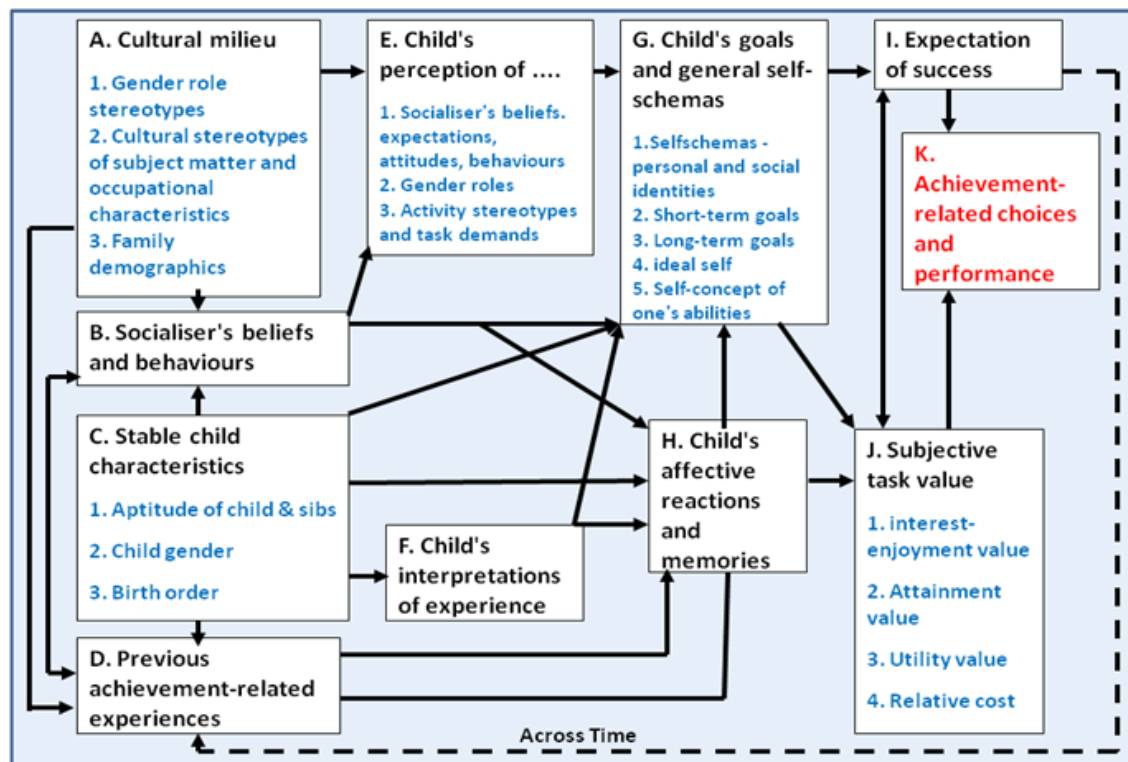 A. Cultural milieu
1. Gender role
stereotypes
2. Cultural stereotypes
of subject matter and
occupational
characteristics
3. Family
demographics
B. Socialiser's beliefs
and behaviours
C. Stable child
characteristics
1. Aptitude of child & sibs
2. Child gender
3. Birth order
D. Previous
achievement-related
experiences
E. Child's
perception of ....
1. Socialiser's beliefs.
expectations,
attitudes, behaviours
2. Gender roles
3. Activity stereotypes
and task demands
F. Child's
interpretations
of experience
G. Child's goals
and general self-
schemas
1.Selfschemas -
personal and social
identities
2. Short-term goals
3. Long-term goals
4. ideal self
5. Self-concept of
one's abilities
H. Child's
affective
reactions
and
memories
I. Expectation
of success
K.
Achievement-
related choices
and
performance
J. Subjective
task value
1. interest-
enjoyment value
2. Attainment
value
3. Utility value
4. Relative cost
Across Time